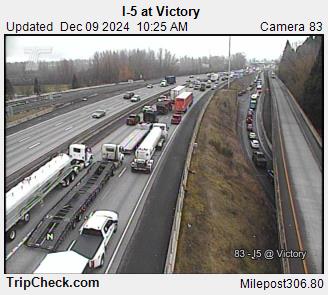 I-5 at Victory
Updated Dec 09 2024 10:25 AM Camera 83
83 - I5 @ Victory
TripCheck.com Milepost306.80